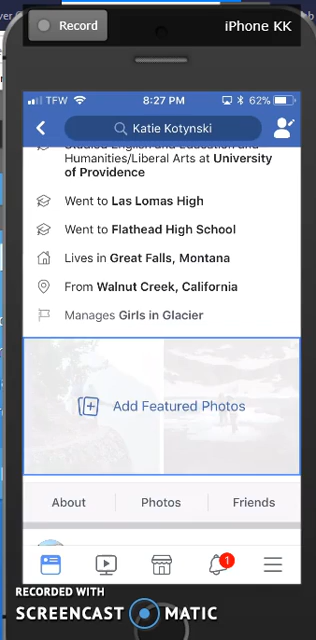 Record
iPhone KK
TFW
8:27 PM
62%
Katie Kotynski
Studied English and Education and
Humanities/Liberal Arts at University
of Providence
Went to Las Lomas High
Went to Flathead High School
Lives in Great Falls, Montana
From Walnut Creek, California
Manages Girls in Glacier
Add Featured Photos
About
Photos
Friends
1
RECORDED WITH
SCREENCAST MATIC